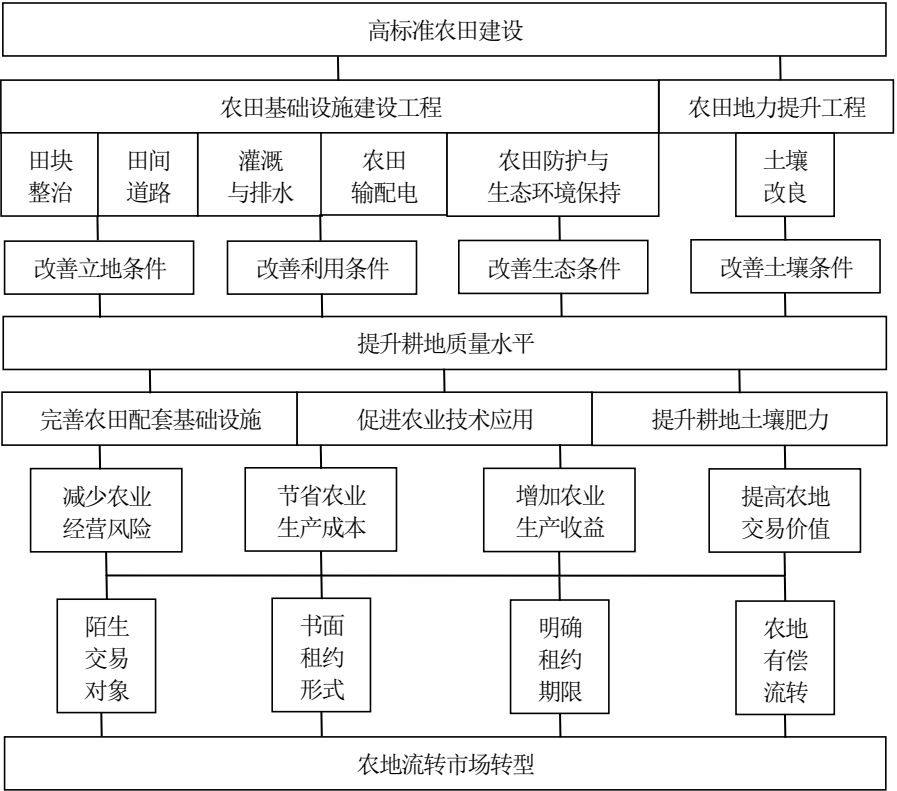 高标准农田建设
农田基础设施建设工程
农田地力提升工程
田块
整治
田间
道路
灌溉
与排水
农田
输配电
农田防护与
生态环境保持
土壤
改良
改善立地条件
改善利用条件
改善生态条件
改善土壤条件
提升耕地质量水平
完善农田配套基础设施
促进农业技术应用
提升耕地土壤肥力
减少农业
经营风险
节省农业
生产成本
增加农业
生产收益
提高农地
交易价值
陌生
交易
对象
书面
租约
形式
明确
租约
期限
农地
有偿
流转
农地流转市场转型